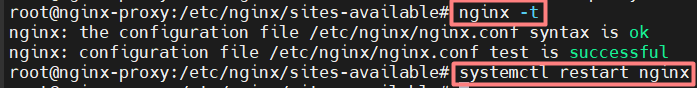 root@nginx-proxy:/etc/nginx/sites-available# nginx -t
nginx: the configuration file /etc/nginx/nginx.conf syntax is ok
nginx: configuration file /etc/nginx/nginx.conf test is successful
root@nginx-proxy:/etc/nginx/sites-available# systemctl restart nginx